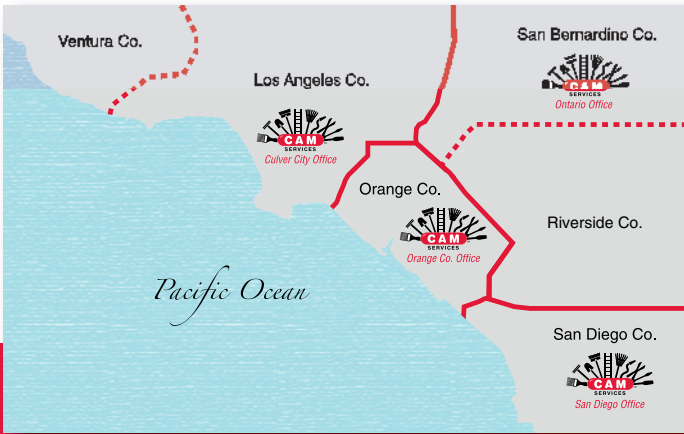 Ventura Co.
San Bernardino Co.
Los Angeles Co.
CAM
SERVICES
Ontario Office
CAM
SERVICES
Culver City Office
Orange Co.
Riverside Co.
CAM
SERVICES
Orange Co. Office
Pacific Ocean
San Diego Co.
CAM
SERVICES
San Diego Office